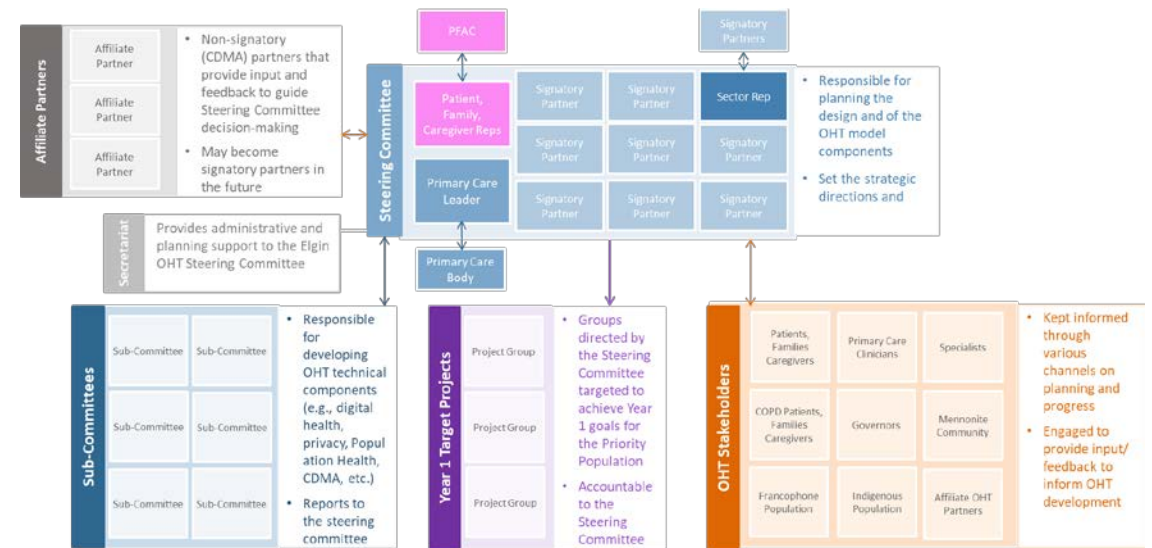 PFAC
Signatory
Partners
Affiliate Partners
Affiliate
Partner
Affiliate
Partner
Affiliate
Partner
• Non-signatory
(CDMA) partners that
provide input and
feedback to guide
Steering Committee
decision-making
• May become
signatory partners in
the future
Steering Committee
Patient,
Family,
Caregiver Reps
Primary Care
Leader
Signatory
Partner
Signatory
Partner
Sector Rep
Signatory
Partner
Signatory
Partner
Signatory
Partner
Signatory
Partner
Signatory
Partner
Signatory
Partner
• Responsible for
planning the
design and of the
OHT model
components
• Set the strategic
directions and
Secretariat
Provides administrative and
planning support to the Elgin
OHT Steering Committee
Primary Care
Body
Sub-Committees
Sub-Committee
Sub-Committee
Sub-Committee
Sub-Committee
Sub-Committee
Sub-Committee
• Responsible
for
developing
OHT technical
components
(e.g., digital
health,
privacy, Popul
ation Health,
CDMA, etc.)
• Reports to
the steering
committee
Year 1 Target Projects
Project Group
Project Group
Project Group
• Groups
directed by
the Steering
Committee
targeted to
achieve Year
1 goals for
the Priority
Population
• Accountable
to the
Steering
Committee
OHT Stakeholders
Patients,
Families
Caregivers
Primary Care
Clinicians
Specialists
COPD Patients,
Families
Caregivers
Governors
Mennonite
Community
Francophone
Population
Indigenous
Population
Affiliate OHT
Partners
• Kept informed
through
various
channels on
planning and
progress
• Engaged to
provide input/
feedback to
inform OHT
development